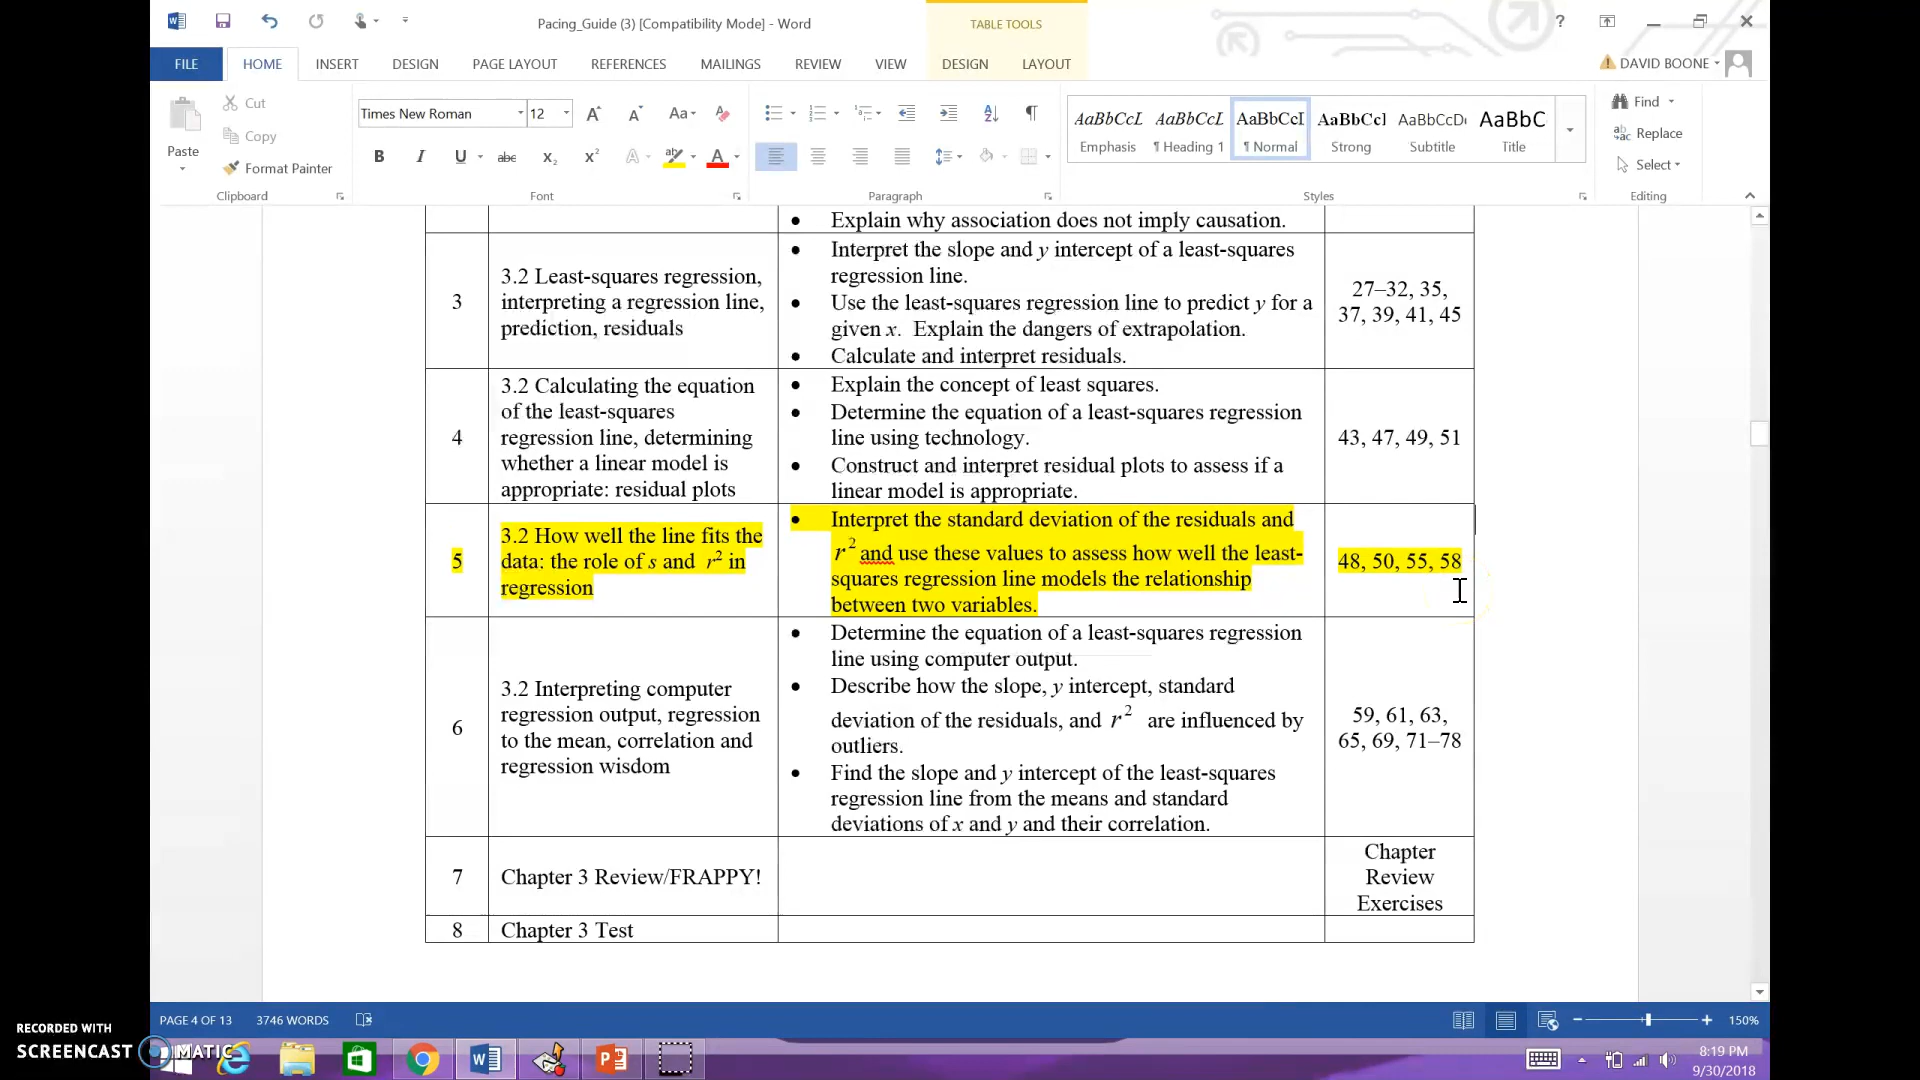 Pacing_Guide (3) [Compatibility Mode] - Word
TABLE TOOLS
?
FILE HOME INSERT DESIGN PAGE LAYOUT REFERENCES MAILINGS REVIEW VIEW DESIGN LAYOUT
DAVID BOONE
Paste
Cut
Copy
Format Painter
Clipboard
Times New Roman 12
Font
Paragraph
AaBbCcL AaBbCcL AaBbCcI AaBbCcI AaBbCcDc AaBbC
Emphasis ¶ Heading 1 ¶ Normal Strong Subtitle Title
Styles
Find
Replace
Select
Editing
• Explain why association does not imply causation.
3
3.2 Least-squares regression,
interpreting a regression line,
prediction, residuals
• Interpret the slope and y intercept of a least-squares
regression line.
• Use the least-squares regression line to predict y for a
given x. Explain the dangers of extrapolation.
• Calculate and interpret residuals.
27–32, 35,
37, 39, 41, 45
4
3.2 Calculating the equation
of the least-squares
regression line, determining
whether a linear model is
appropriate: residual plots
• Explain the concept of least squares.
• Determine the equation of a least-squares regression
line using technology.
• Construct and interpret residual plots to assess if a
linear model is appropriate.
43, 47, 49, 51
5
3.2 How well the line fits the
data: the role of s and r² in
regression
• Interpret the standard deviation of the residuals and
r² and use these values to assess how well the least-
squares regression line models the relationship
between two variables.
48, 50, 55, 58
6
3.2 Interpreting computer
regression output, regression
to the mean, correlation and
regression wisdom
• Determine the equation of a least-squares regression
line using computer output.
• Describe how the slope, y intercept, standard
deviation of the residuals, and r² are influenced by
outliers.
• Find the slope and y intercept of the least-squares
regression line from the means and standard
deviations of x and y and their correlation.
59, 61, 63,
65, 69, 71–78
7
Chapter 3 Review/FRAPPY!
Chapter
Review
Exercises
8
Chapter 3 Test
PAGE 4 OF 13 3746 WORDS
150%
RECORDED WITH
SCREENCAST MATIC
8:19 PM
9/30/2018